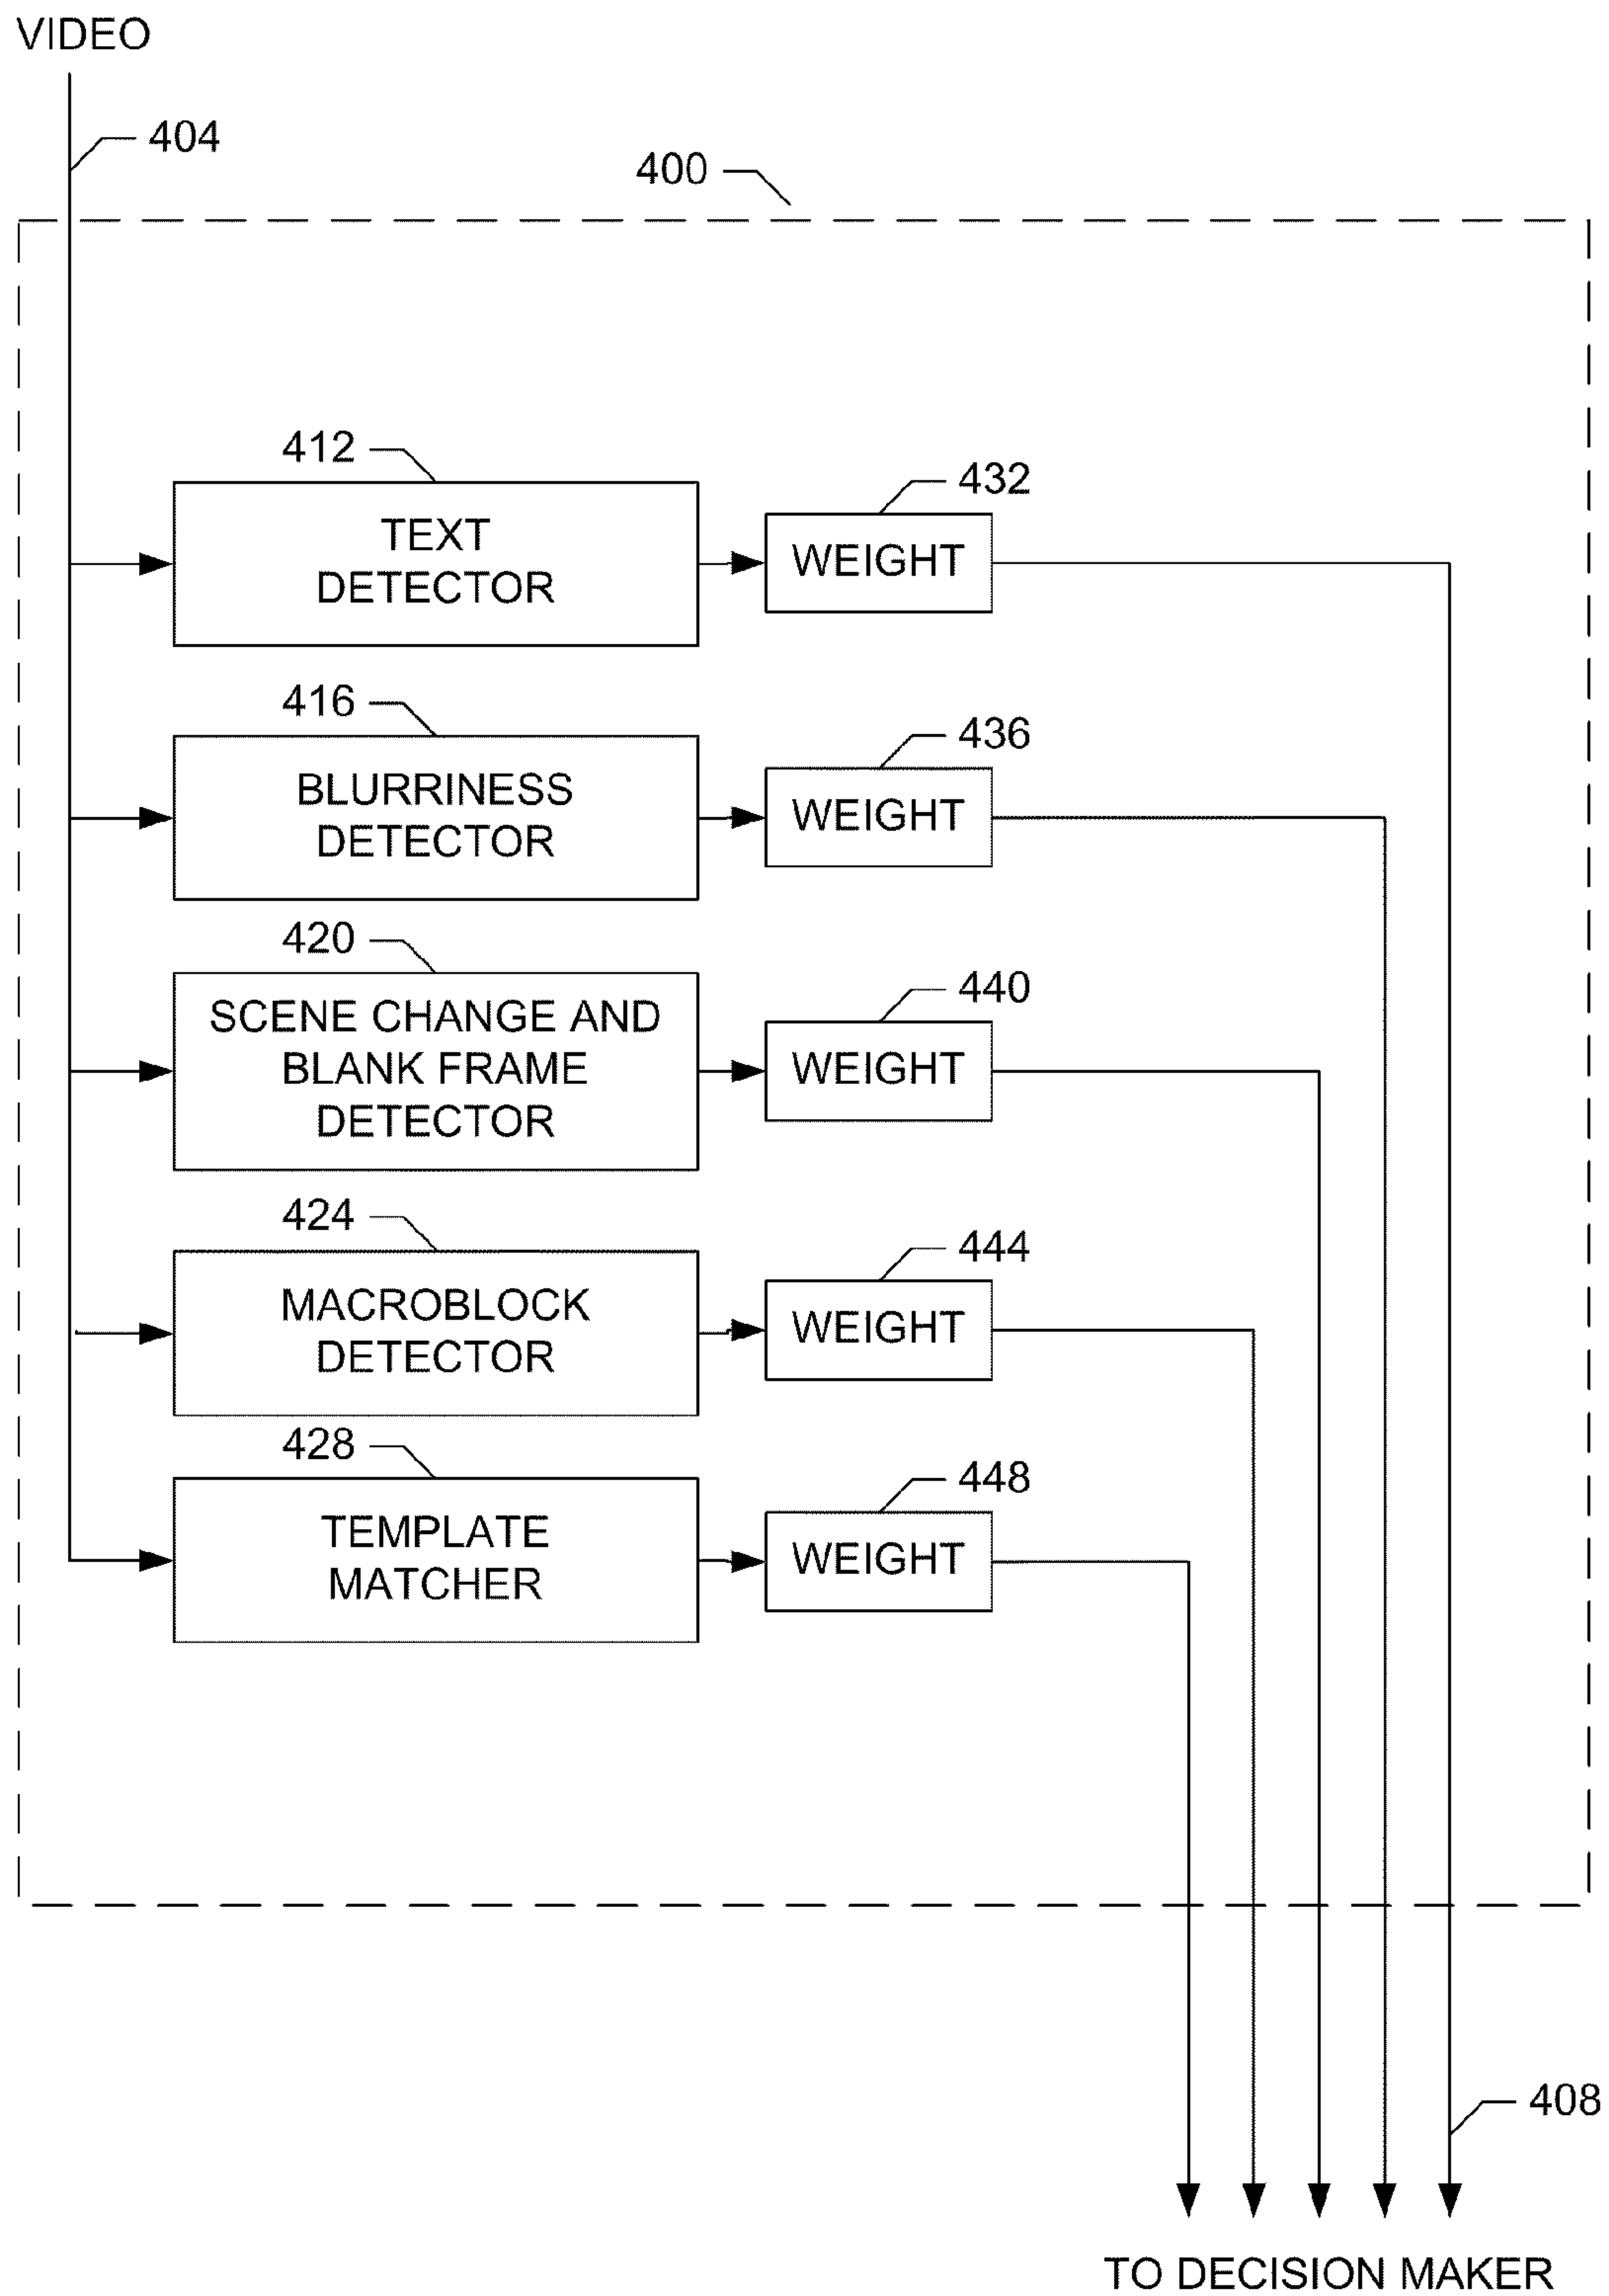 VIDEO
404
400
412
432
TEXT
DETECTOR
WEIGHT
416
436
BLURRINESS
DETECTOR
WEIGHT
420
440
SCENE CHANGE AND
BLANK FRAME
DETECTOR
WEIGHT
424
444
MACROBLOCK
DETECTOR
WEIGHT
428
448
TEMPLATE
MATCHER
WEIGHT
408
TO DECISION MAKER